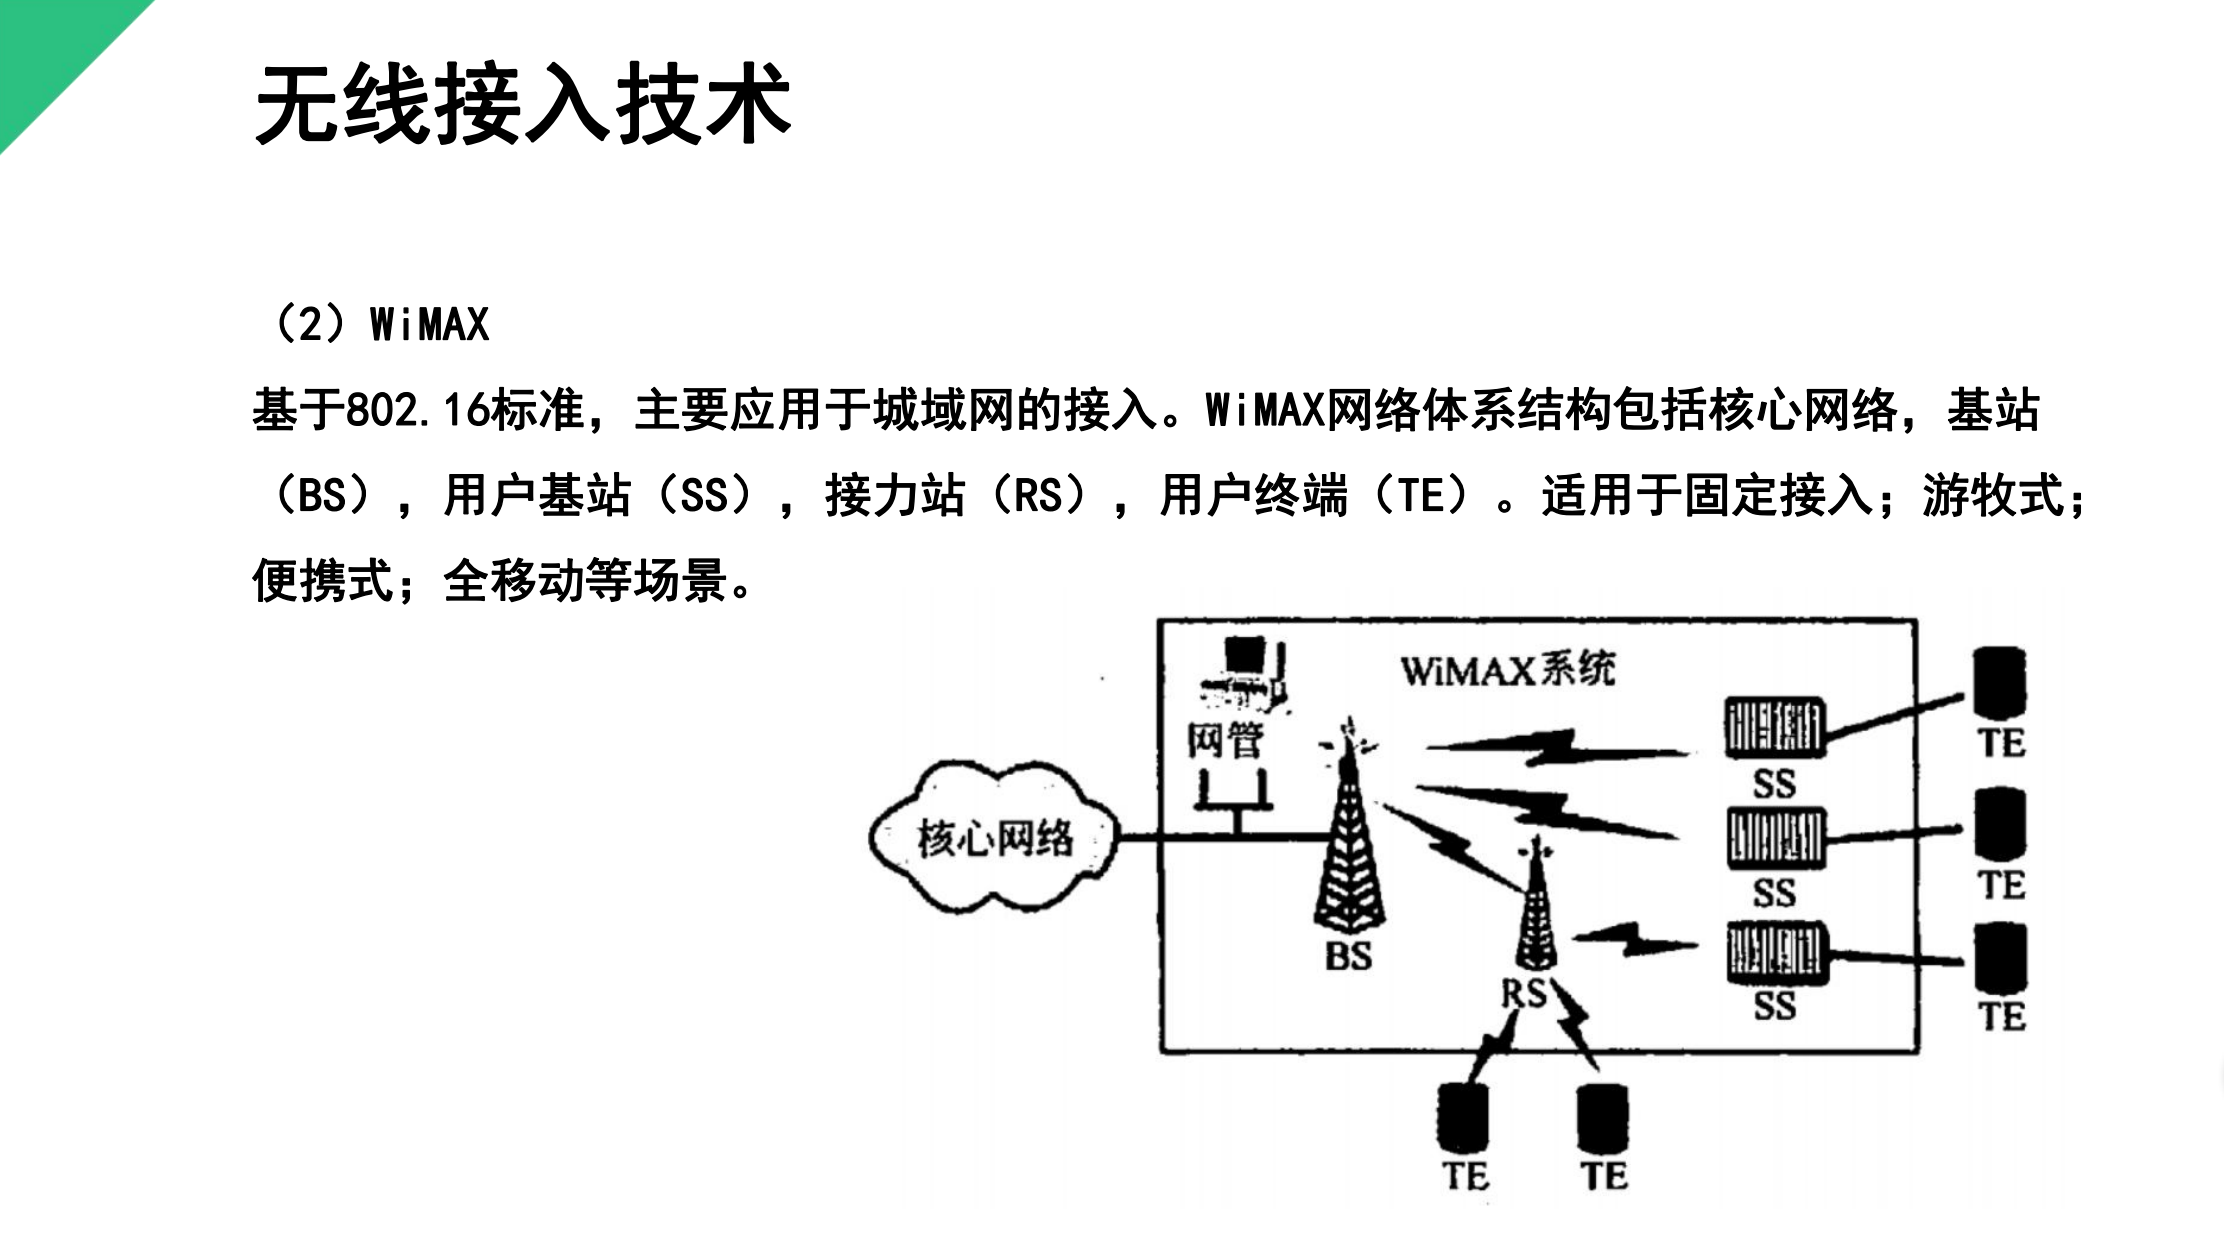 无线接入技术
（2）WiMAX
基于802.16标准，主要应用于城域网的接入。WiMAX网络体系结构包括核心网络，基站
（BS），用户基站（SS），接力站（RS），用户终端（TE）。适用于固定接入；游牧式；
便携式；全移动等场景。
WiMAX系统
网管
核心网络
BS
RS
SS
SS
SS
TE
TE
TE
TE
TE